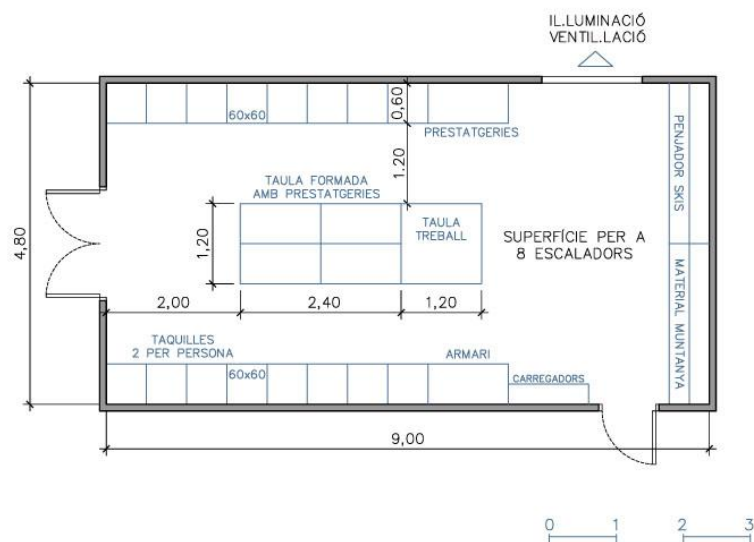 IL.LUMINACIÓ
VENTIL.LACIÓ
60x60
0,60
PRESTATGERIES
PENJADOR SKIS
1.20
TAULA FORMADA
AMB PRESTATGERIES
TAULA
TREBALL
4,80
1,20
SUPERFÍCIE PER A
8 ESCALADORS
2,00
2,40
1,20
MATERIAL MUNTANYA
TAQUILLES
2 PER PERSONA
ARMARI
60x60
CARREGADORS
9,00
0 1 2 3